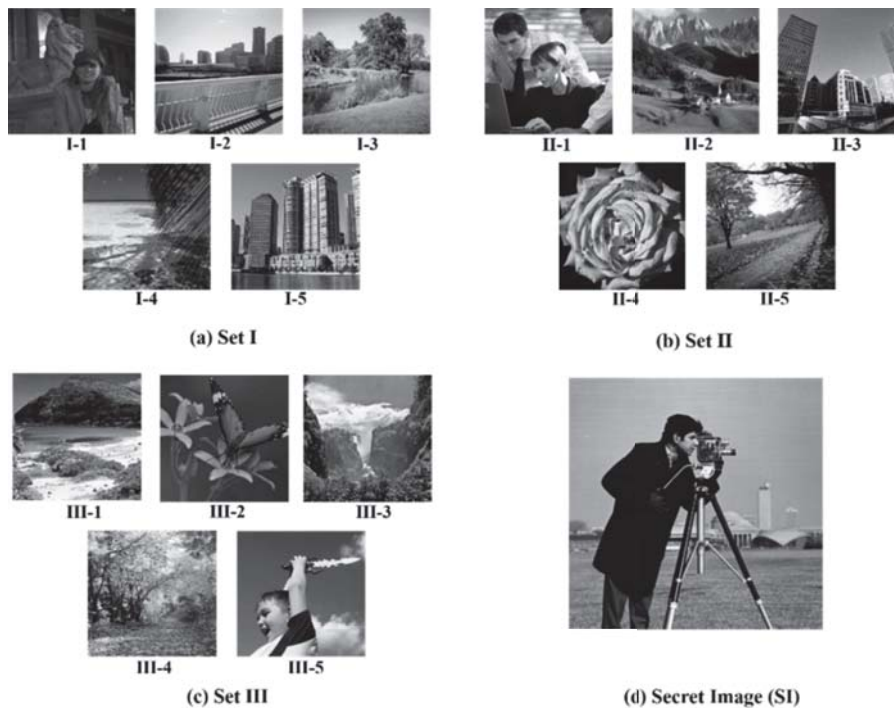 I-1
I-2
I-3
I-4
I-5
(a) Set I
II-1
II-2
II-3
II-4
II-5
(b) Set II
III-1
III-2
III-3
III-4
III-5
(c) Set III
(d) Secret Image (SI)